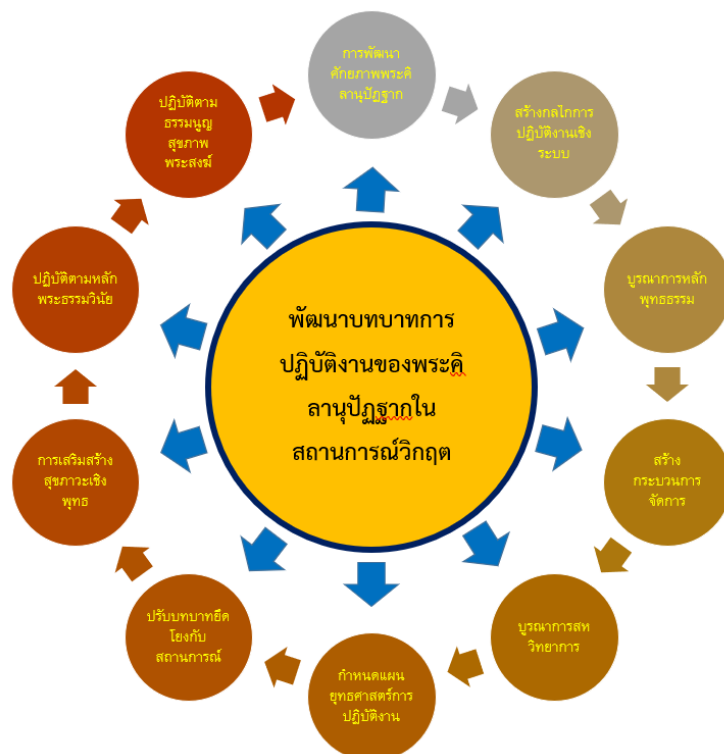 การพัฒนา
ศักยภาพพระคิ
ลานุปัฏฐาก
สร้างกลไกการ
ปฏิบัติงานเชิง
ระบบ
บูรณาการหลัก
พุทธธรรม
สร้าง
กระบวนการ
จัดการ
บูรณาการสห
วิทยาการ
กำหนดแผน
ยุทธศาสตร์การ
ปฏิบัติงาน
ปรับบทบาทยืด
โยงกับ
สถานการณ์
การเสริมสร้าง
สุขภาวะเชิง
พุทธ
ปฏิบัติตามหลัก
พระธรรมวินัย
ปฏิบัติตาม
ธรรมนูญ
สุขภาพ
พระสงฆ์
พัฒนาบทบาทการ
ปฏิบัติงานของพระคิ
ลานุปัฏฐากใน
สถานการณ์วิกฤต